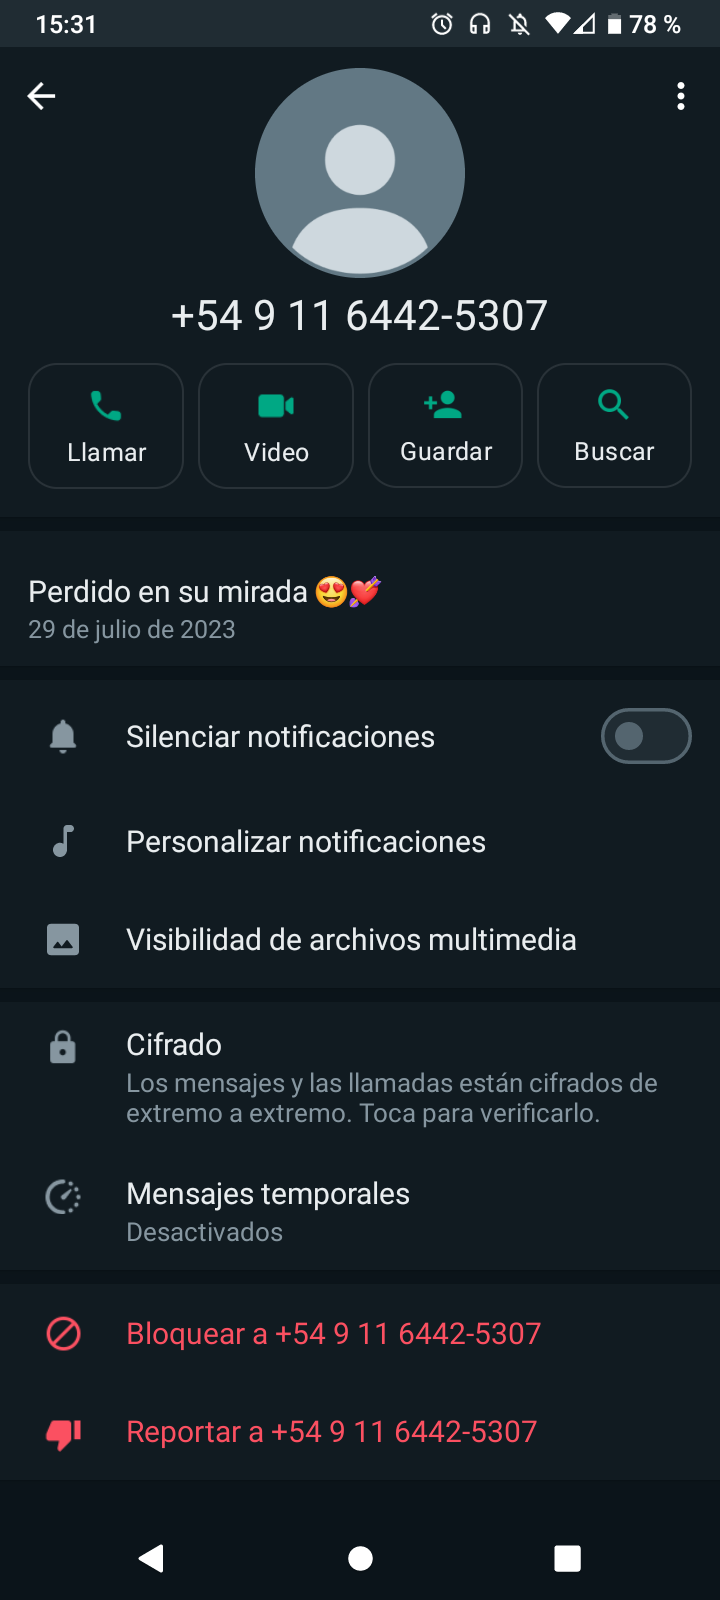 15:31
78 %
+54 9 11 6442-5307
Llamar
Video
Guardar
Buscar
Perdido en su mirada 😍💘
29 de julio de 2023
Silenciar notificaciones
Personalizar notificaciones
Visibilidad de archivos multimedia
Cifrado
Los mensajes y las llamadas están cifrados de
extremo a extremo. Toca para verificarlo.
Mensajes temporales
Desactivados
Bloquear a +54 9 11 6442-5307
Reportar a +54 9 11 6442-5307